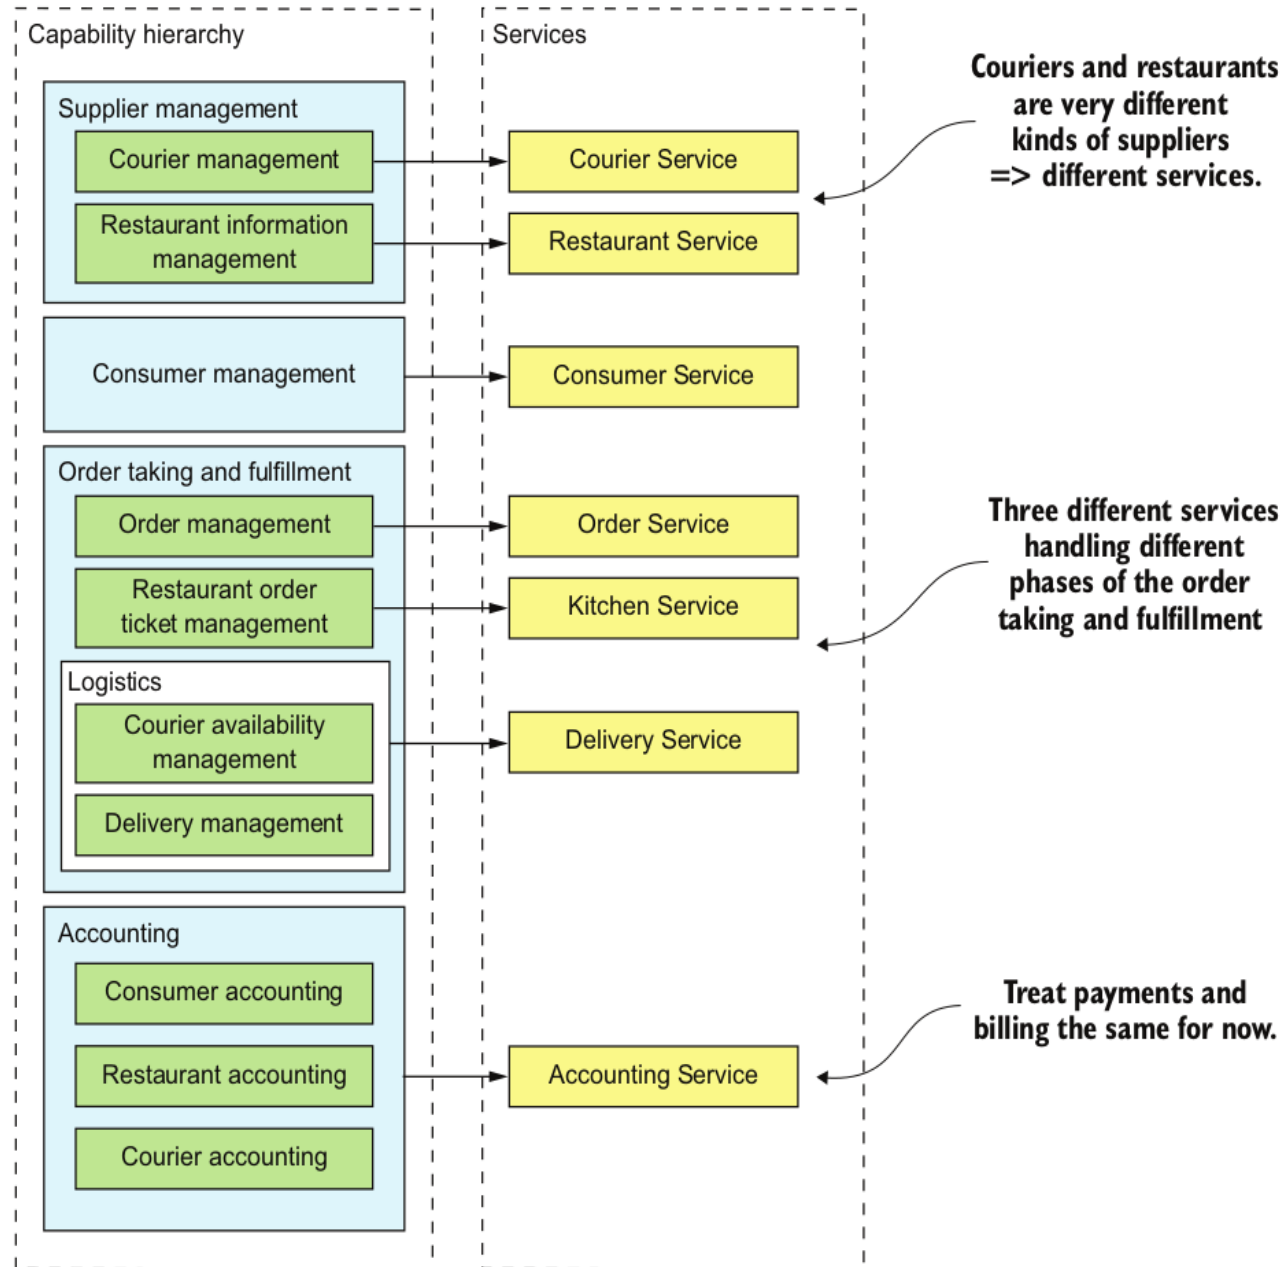 Capability hierarchy
Services
Supplier management
Courier management
Courier Service
Restaurant information
management
Restaurant Service
Couriers and restaurants
are very different
kinds of suppliers
=> different services.
Consumer management
Consumer Service
Order taking and fulfillment
Order management
Order Service
Restaurant order
ticket management
Kitchen Service
Three different services
handling different
phases of the order
taking and fulfillment
Logistics
Courier availability
management
Delivery Service
Delivery management
Accounting
Consumer accounting
Restaurant accounting
Accounting Service
Courier accounting
Treat payments and
billing the same for now.